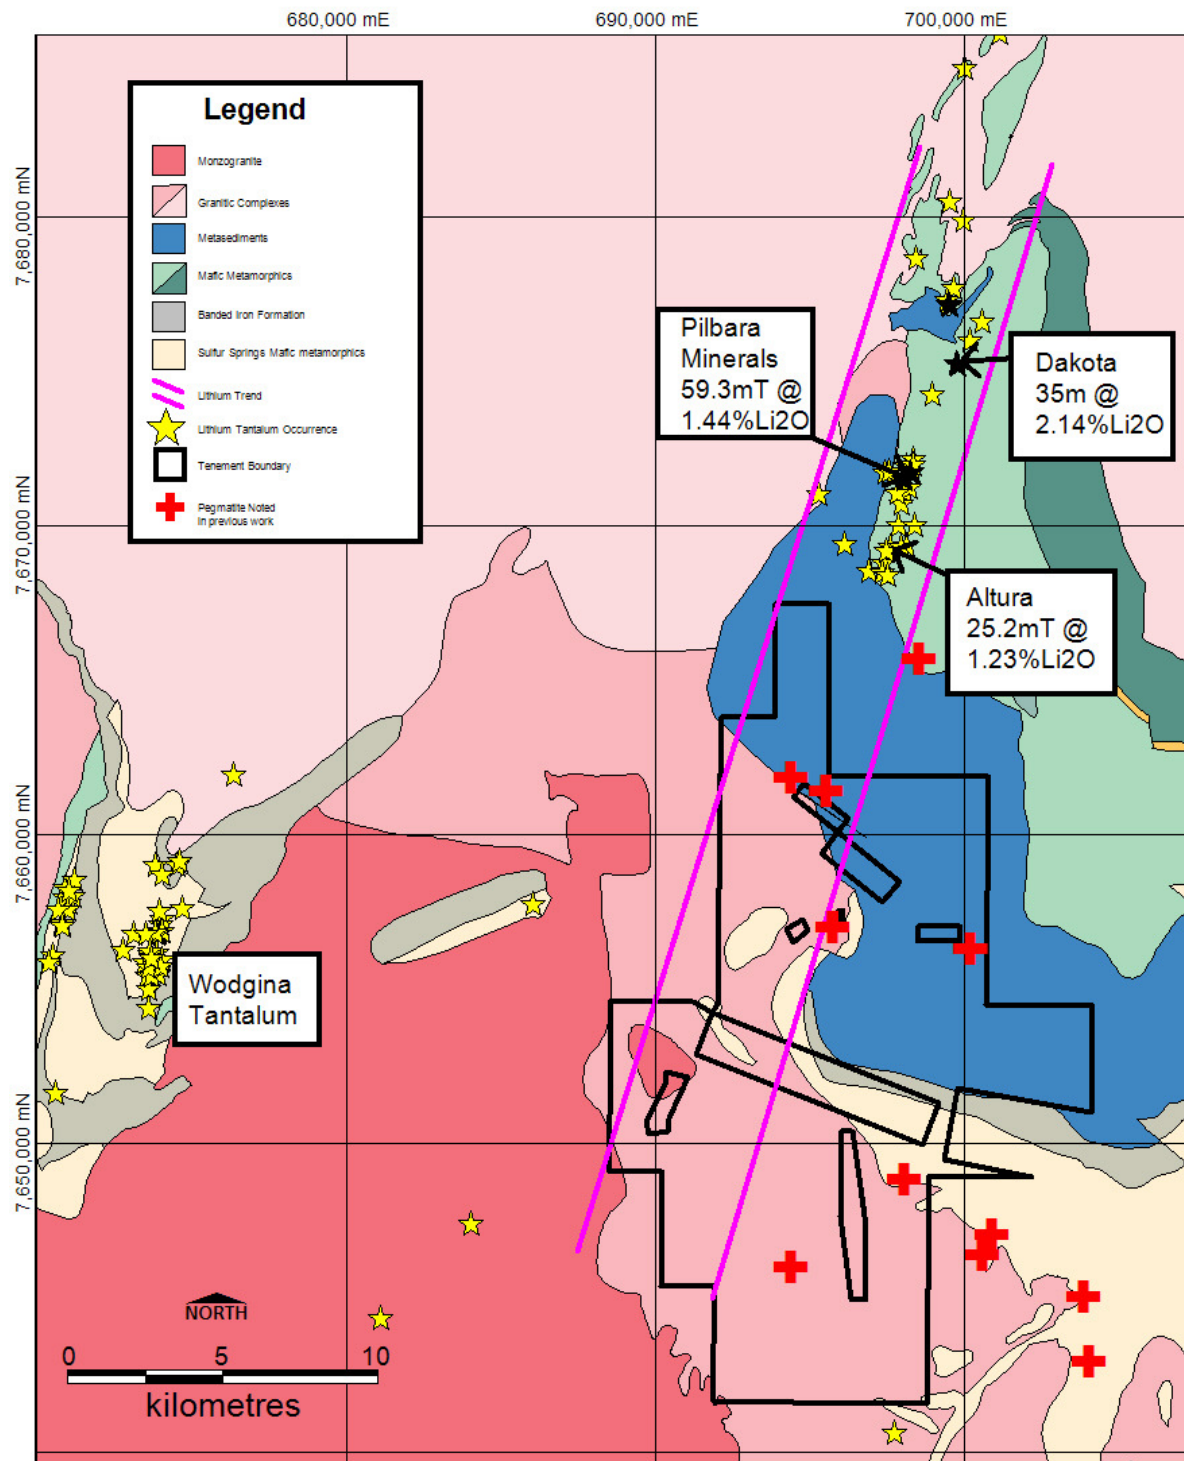 680,000 mE
690,000 mE
700,000 mE
7,680,000 mN
7,670,000 mN
7,660,000 mN
7,650,000 mN
Legend
Monzogranite
Granitic Complexes
Metasediments
Mafic Metamorphics
Banded Iron Formation
Sulfur Springs Mafic metamorphics
Lithium Trend
Lithium Tantalum Occurrence
Tenement Boundary
Pegmatite Noted
in previous work
Pilbara
Minerals
59.3mT @
1.44%Li2O
Dakota
35m @
2.14%Li2O
Altura
25.2mT @
1.23%Li2O
Wodgina
Tantalum
NORTH
0 5 10
kilometres